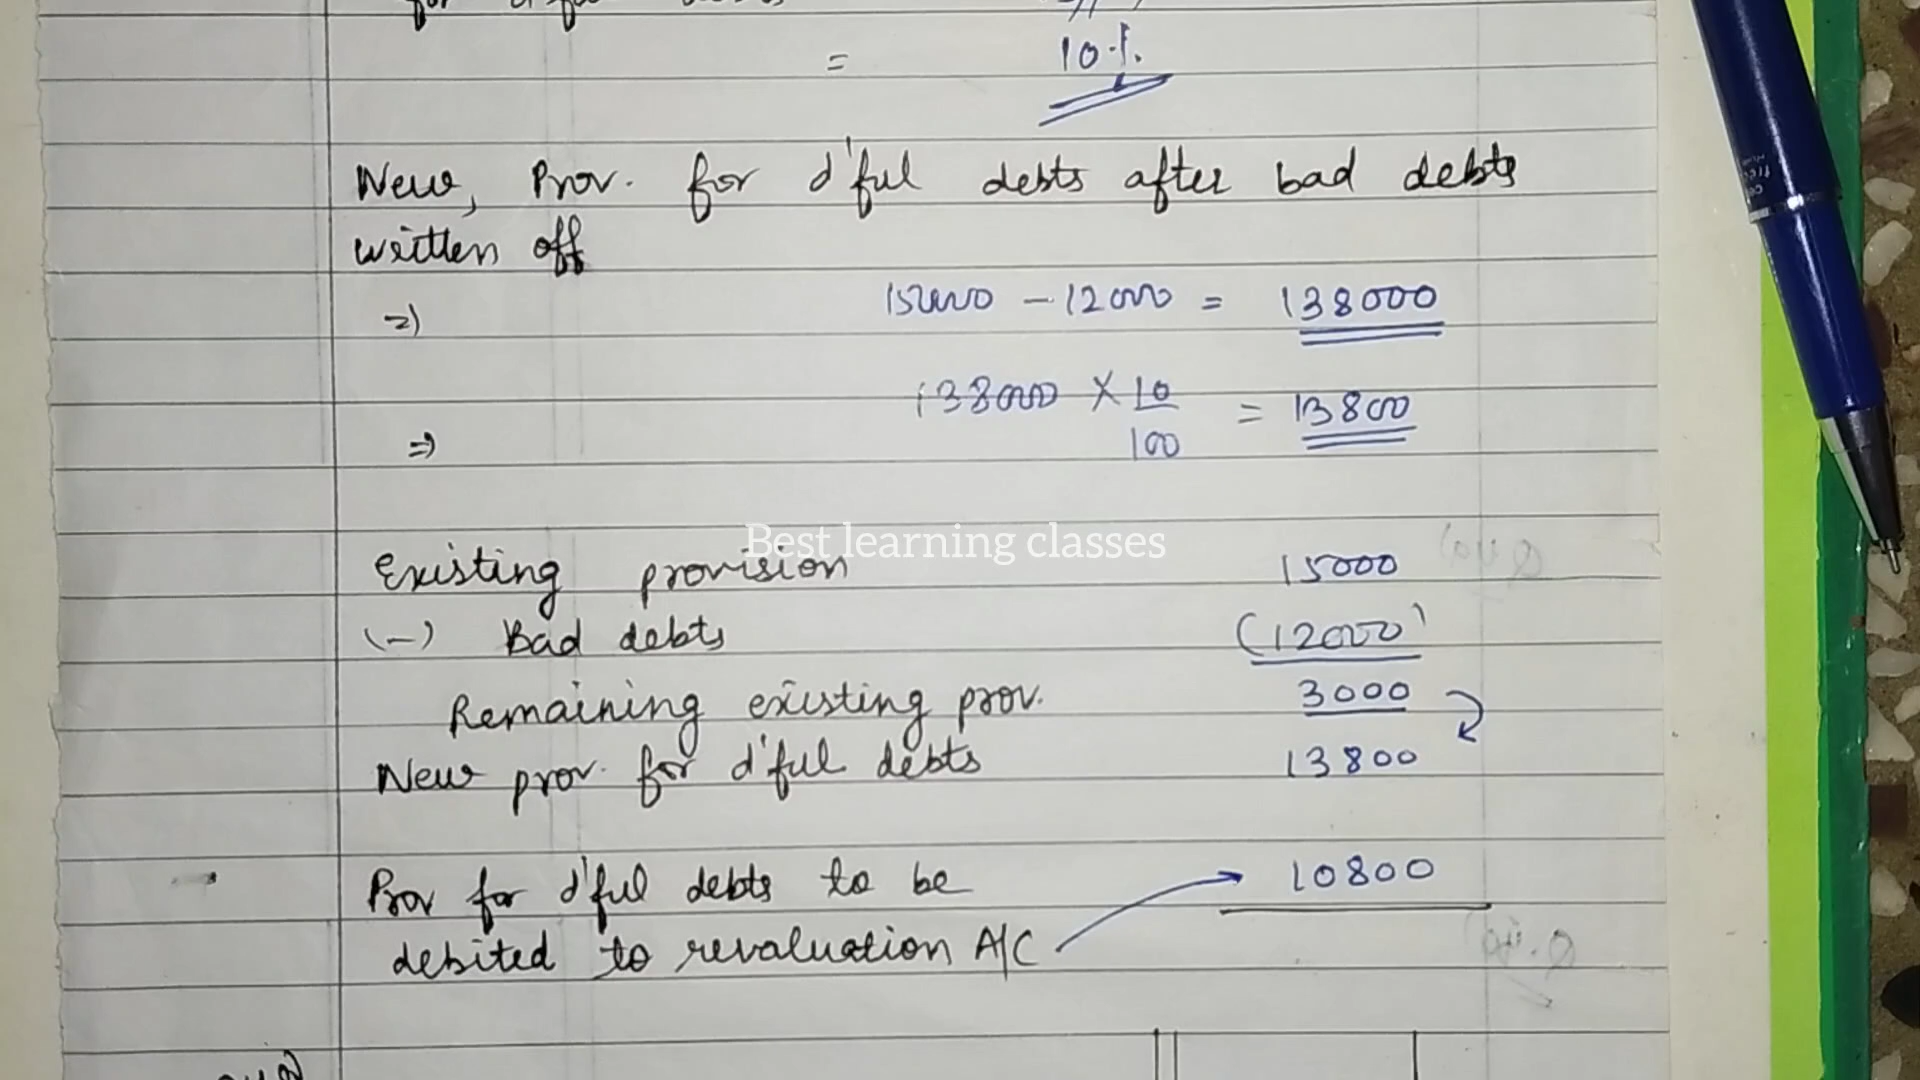 = 10%
New, Prov. for d'ful debts after bad debts
written off
=) 150000 - 12000 = 138000
=) 138000 × 10/100 = 13800
Best learning classes
Existing provision 15000
(-) Bad debts (12000)
Remaining existing prov. 3000
New prov. for d'ful debts 13800
Prov for d'ful debts to be 10800
debited to revaluation A/C